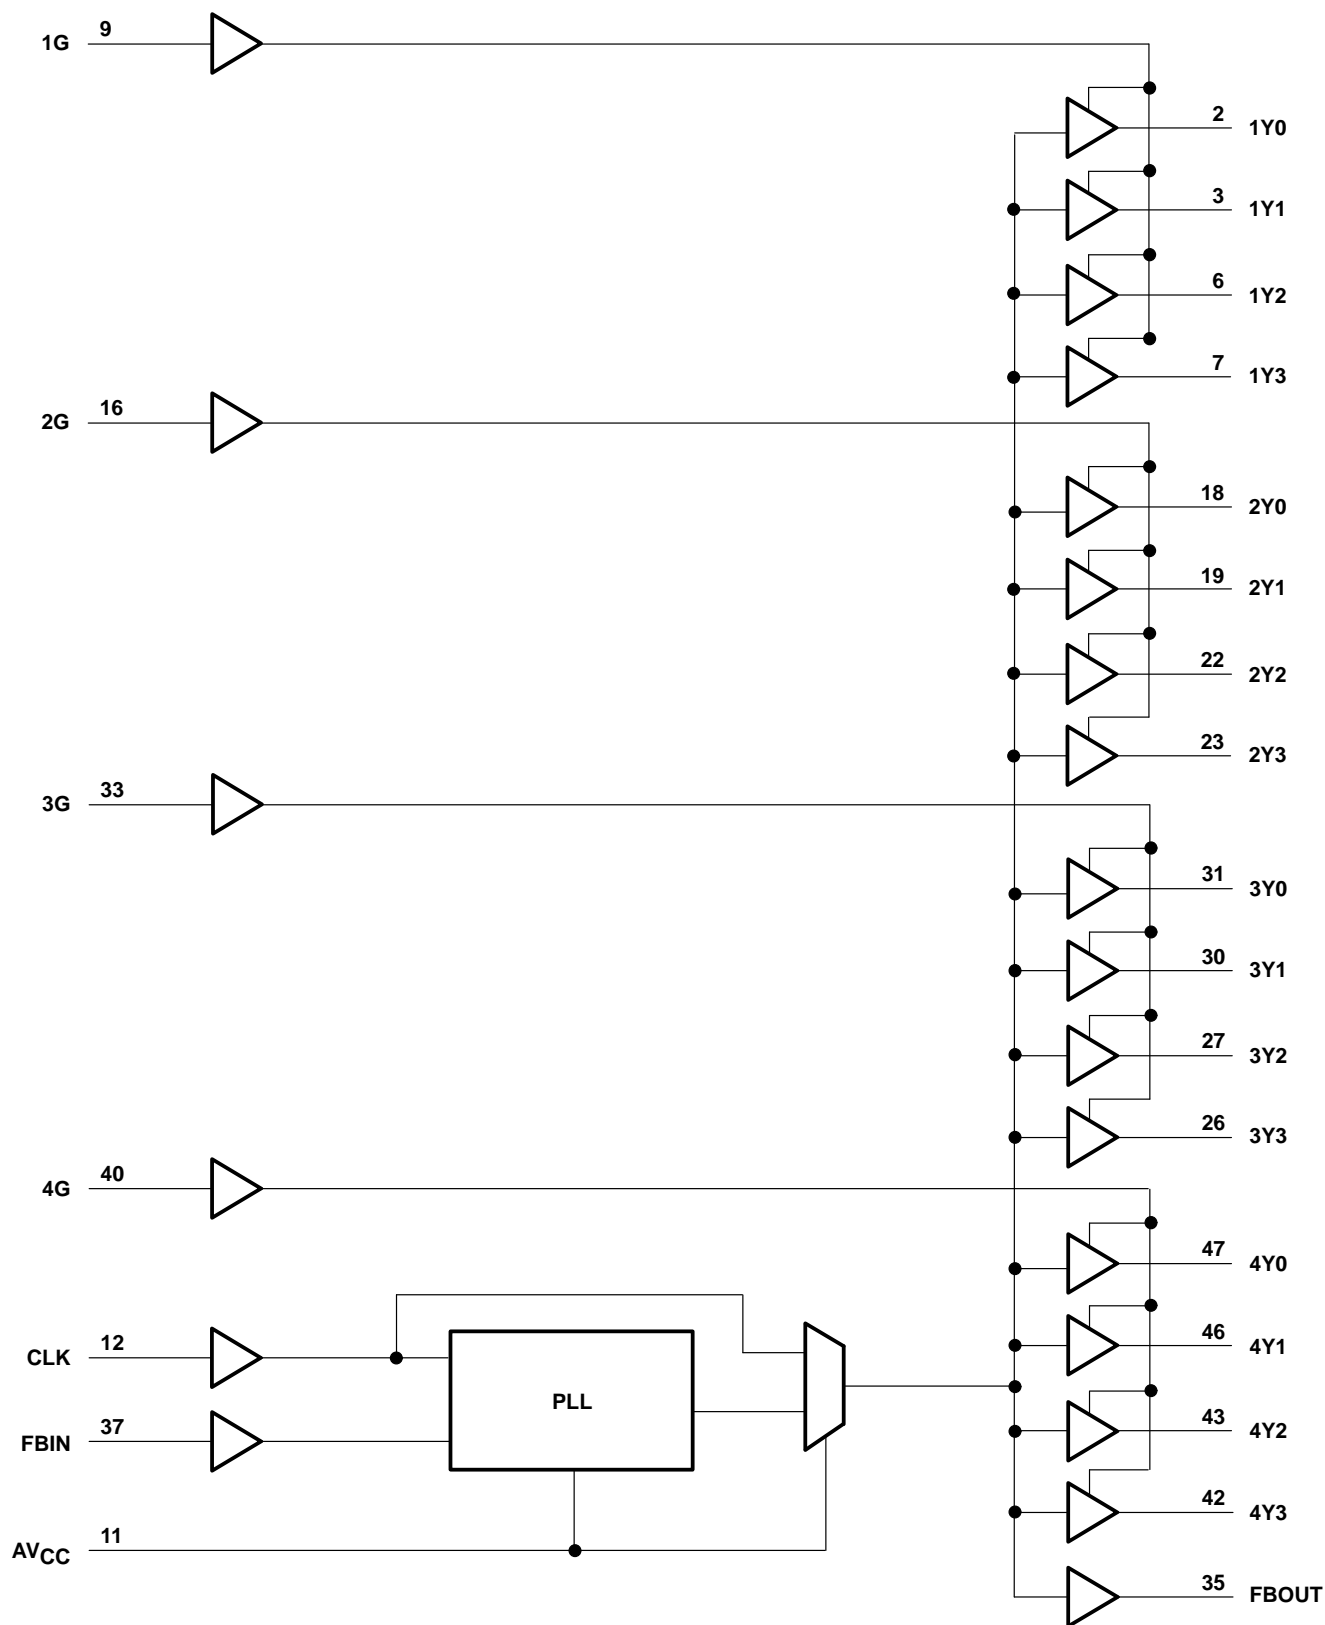 1G 9
2 1Y0
3 1Y1
6 1Y2
7 1Y3
2G 16
18 2Y0
19 2Y1
22 2Y2
23 2Y3
3G 33
31 3Y0
30 3Y1
27 3Y2
26 3Y3
4G 40
47 4Y0
CLK 12
46 4Y1
PLL
FBIN 37
43 4Y2
42 4Y3
AVCC 11
35 FBOUT